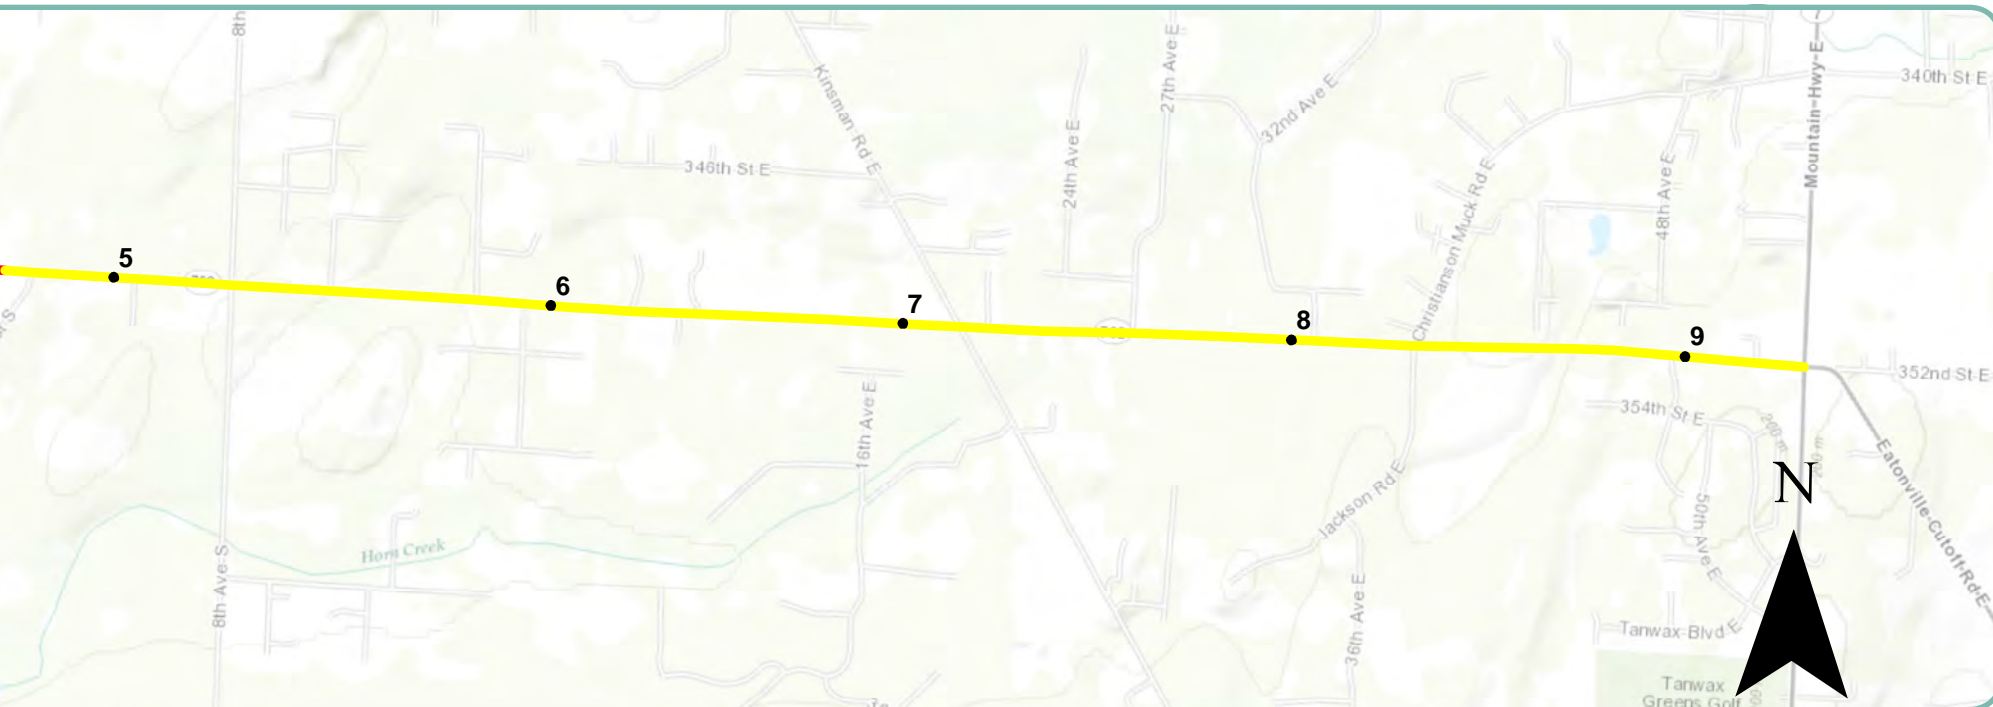 8th
Kinsman Rd E
27th Ave E
32nd Ave E
Mountain-Hwy-E
340th St E
346th St E
24th Ave E
Christianson Muck Rd E
48th Ave E
5
6
7
8
9
352nd St E
354th St E
16th Ave E
200 m
N
Eatonville-Cutoff-Rd-E
Jackson Rd E
50th Ave E
Horn Creek
8th Ave S
36th Ave E
Tanwax Blvd E
Tanwax
Greens Golf